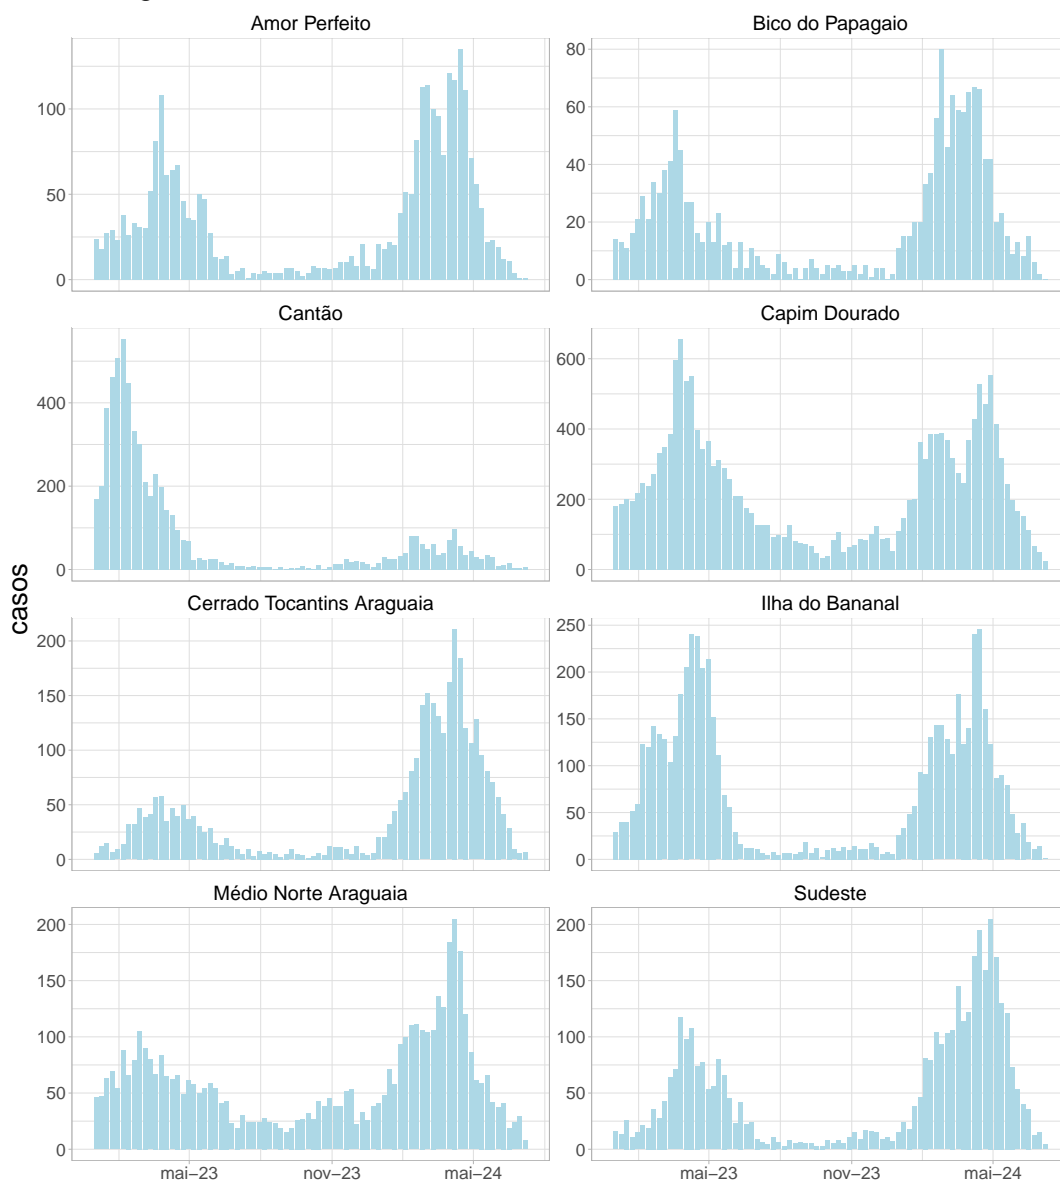 Amor Perfeito
Bico do Papagaio
100
50
0
80
60
40
20
0
Cantão
Capim Dourado
400
200
0
600
400
200
0
casos
Cerrado Tocantins Araguaia
Ilha do Bananal
200
150
100
50
0
250
200
150
100
50
0
Médio Norte Araguaia
Sudeste
200
150
100
50
0
200
150
100
50
0
mai−23
nov−23
mai−24
mai−23
nov−23
mai−24